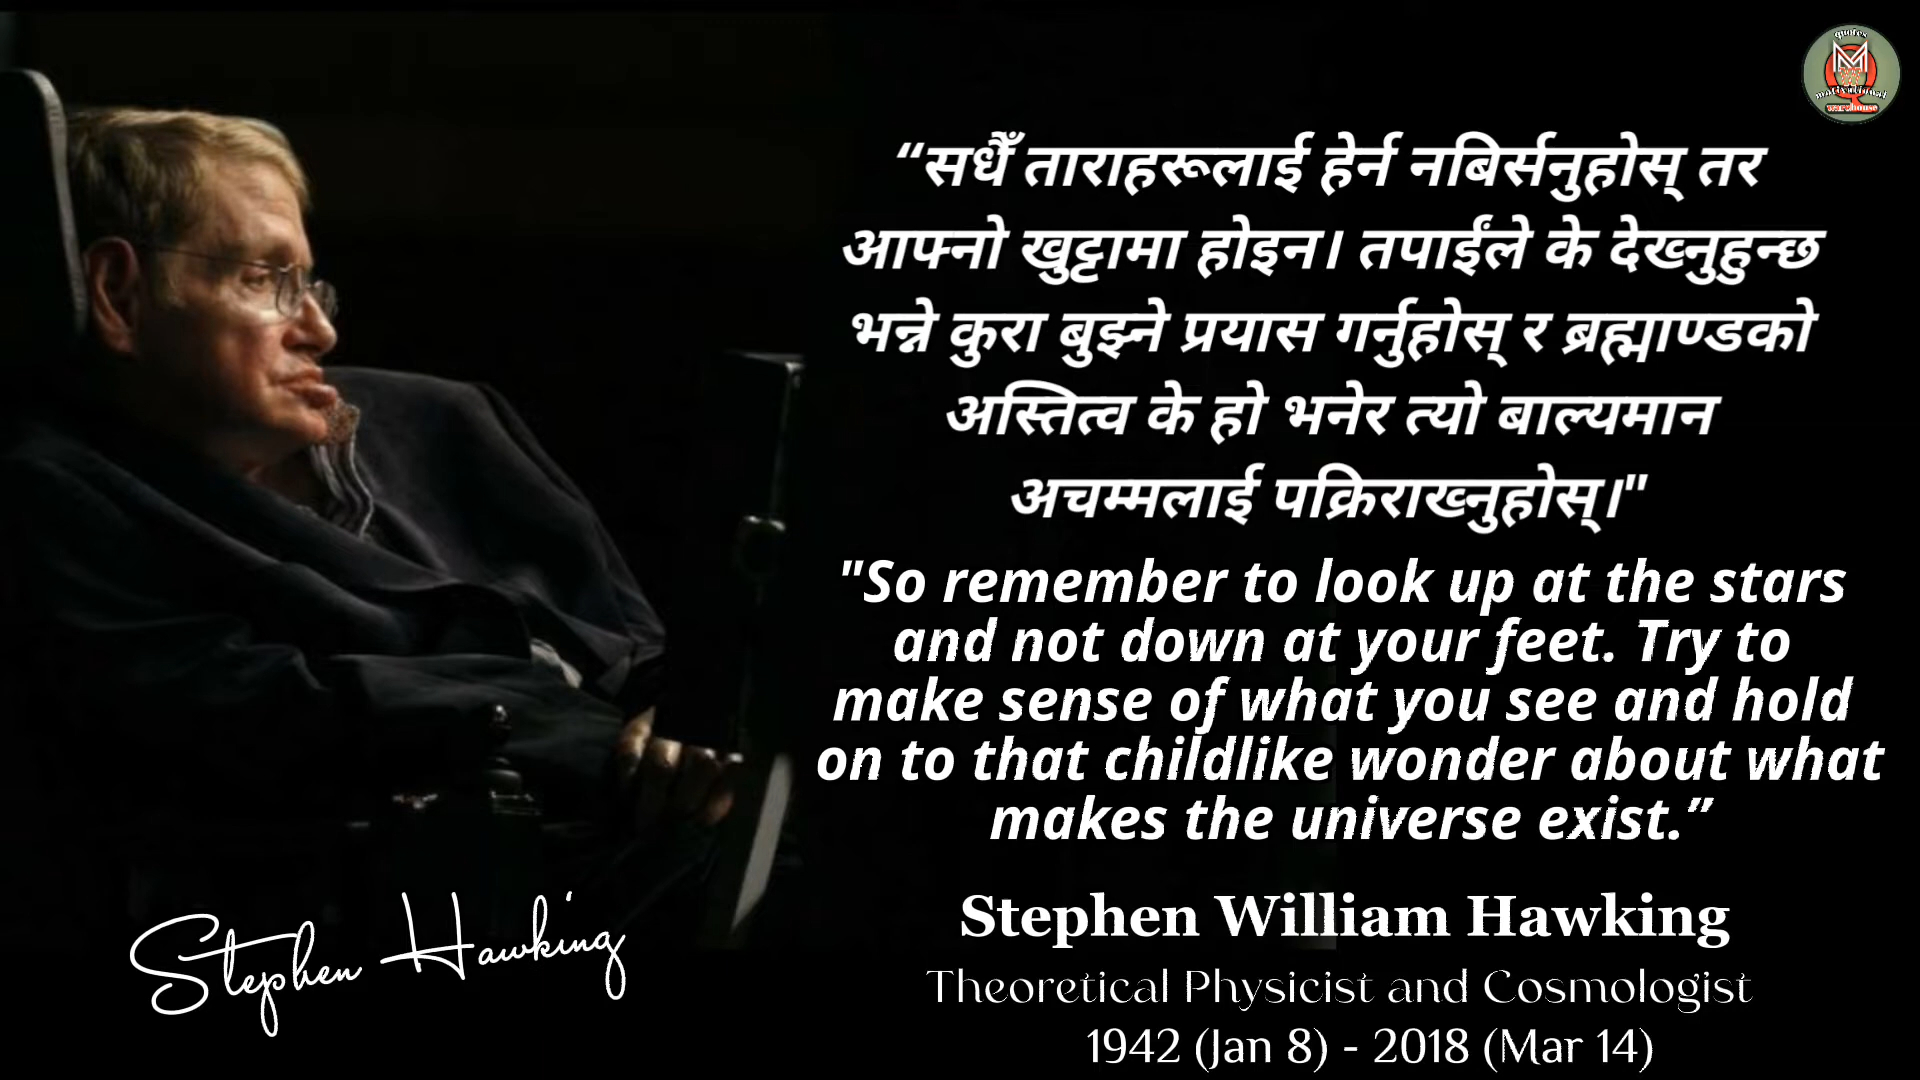 quotes
M
Q
motivational
warehouse
“सधैँ ताराहरूलाई हेर्न नबिर्सनुहोस् तर
आफ्नो खुट्टामा होइन। तपाईंले के देख्नुहुन्छ
भन्ने कुरा बुझ्ने प्रयास गर्नुहोस् र ब्रह्माण्डको
अस्तित्व के हो भनेर त्यो बाल्यमान
अचम्मलाई पक्रिराख्नुहोस्।"
"So remember to look up at the stars
and not down at your feet. Try to
make sense of what you see and hold
on to that childlike wonder about what
makes the universe exist.”
Stephen Hawking
Stephen William Hawking
Theoretical Physicist and Cosmologist
1942 (Jan 8) - 2018 (Mar 14)